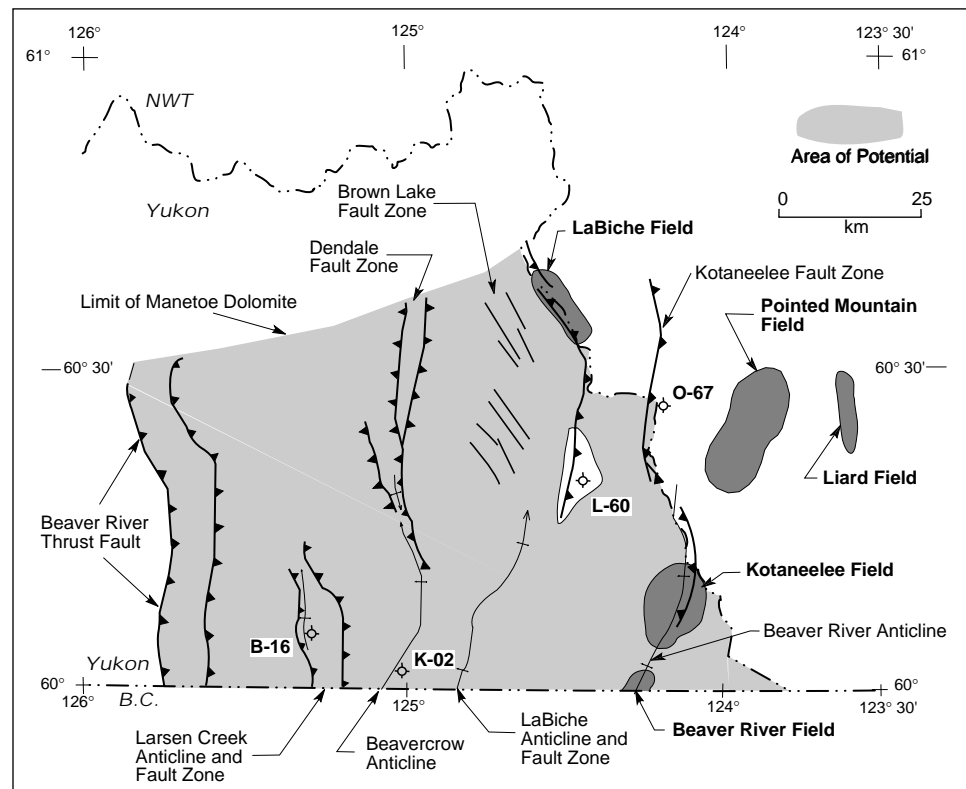 126°
125°
124°
123° 30'
61°
61°
NWT
Yukon
Area of Potential
0
25
km
Brown Lake
Fault Zone
LaBiche Field
Dendale
Fault Zone
Kotaneelee Fault Zone
Limit of Manetoe Dolomite
Pointed Mountain
Field
60° 30'
60° 30'
O-67
Liard Field
L-60
Beaver River
Thrust Fault
Kotaneelee Field
B-16
K-02
Beaver River Anticline
Yukon
60°
60°
B.C.
126°
125°
124°
123° 30'
Larsen Creek
Anticline and
Fault Zone
Beavercrow
Anticline
LaBiche
Anticline and
Fault Zone
Beaver River Field